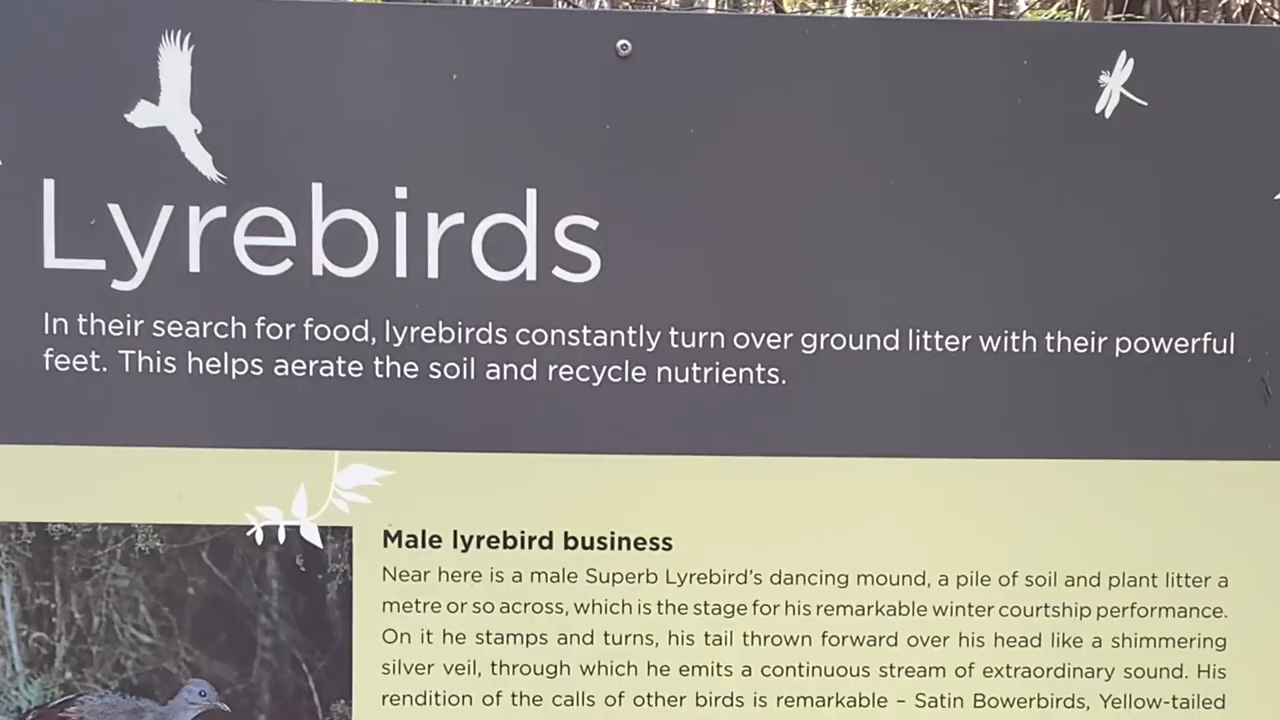 Lyrebirds
In their search for food, lyrebirds constantly turn over ground litter with their powerful
feet. This helps aerate the soil and recycle nutrients.
Male lyrebird business
Near here is a male Superb Lyrebird's dancing mound, a pile of soil and plant litter a
metre or so across, which is the stage for his remarkable winter courtship performance.
On it he stamps and turns, his tail thrown forward over his head like a shimmering
silver veil, through which he emits a continuous stream of extraordinary sound. His
rendition of the calls of other birds is remarkable – Satin Bowerbirds, Yellow-tailed